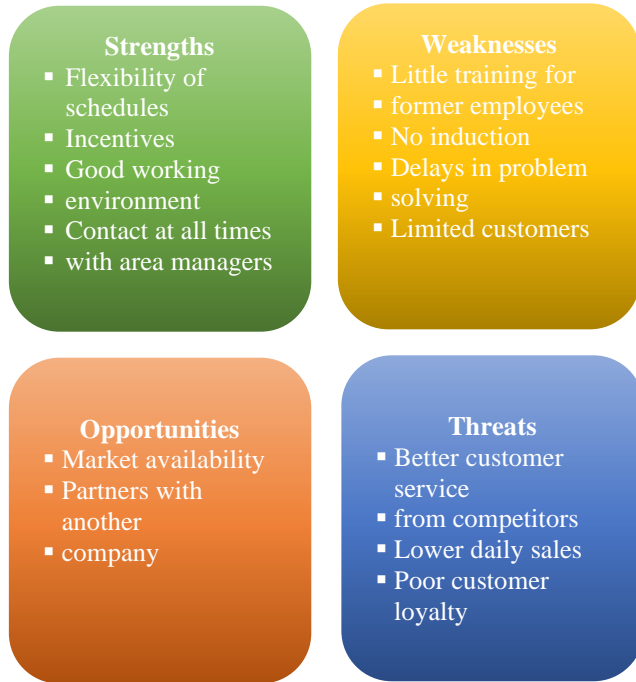 Strengths
▪ Flexibility of
schedules
▪ Incentives
▪ Good working
▪ environment
▪ Contact at all times
▪ with area managers
Weaknesses
▪ Little training for
▪ former employees
▪ No induction
▪ Delays in problem
▪ solving
▪ Limited customers
Opportunities
▪ Market availability
▪ Partners with
another
▪ company
Threats
▪ Better customer
service
▪ from competitors
▪ Lower daily sales
▪ Poor customer
loyalty